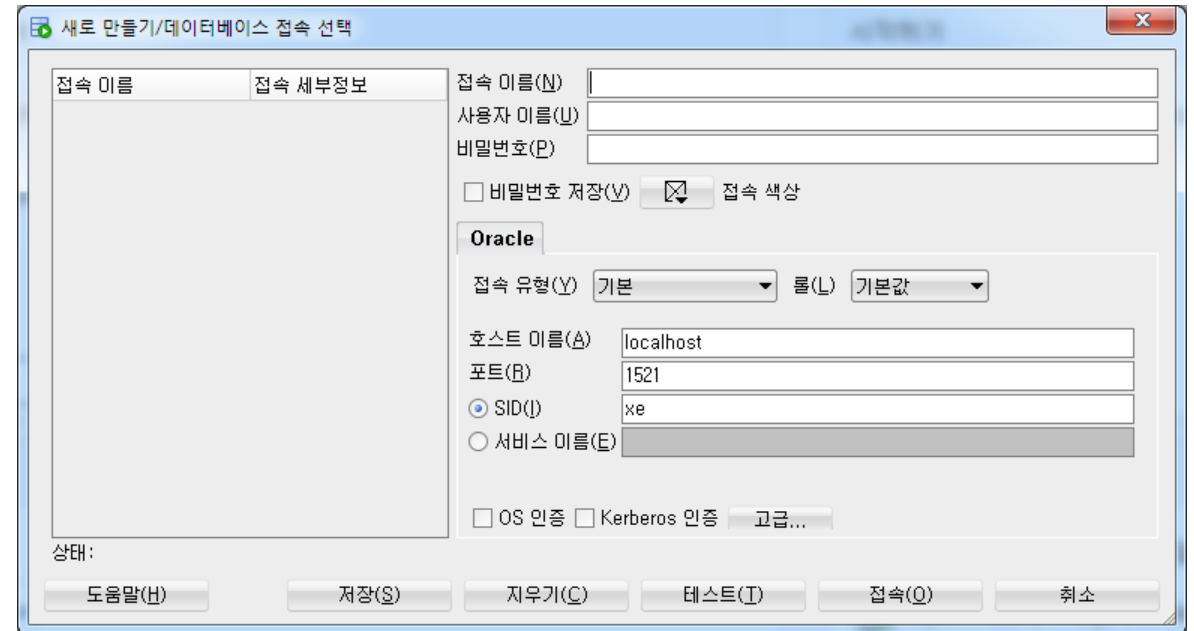 새로 만들기/데이터베이스 접속 선택
접속 이름 접속 세부정보
접속 이름(N)
사용자 이름(U)
비밀번호(P)
비밀번호 저장(V) 접속 색상
Oracle
접속 유형(Y) 기본 롤(L) 기본값
호스트 이름(A) localhost
포트(R) 1521
SID(I) xe
서비스 이름(E)
OS 인증 Kerberos 인증 고급...
상태:
도움말(H) 저장(S) 지우기(C) 테스트(T) 접속(O) 취소